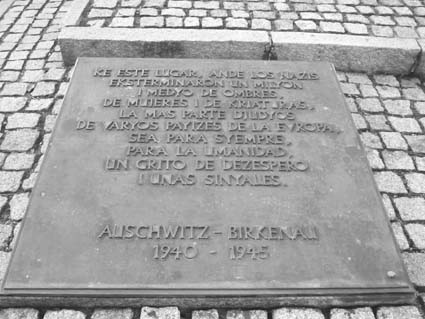 KE ESTE LUGAR, ANDE LOS NAZIS
EKSTERMINARON UN MILYON
I MEDYO DE OMBRES,
DE MUJERES I DE KRIATURAS,
LA MAS PARTE DJUDYOS
DE VARYOS PAYIZES DE LA EVROPA,
SEA PARA SYEMPRE,
PARA LA UMANIDAD,
UN GRITO DE DEZESPERO
I UNAS SINYALES.
AUSCHWITZ - BIRKENAU
1940 - 1945